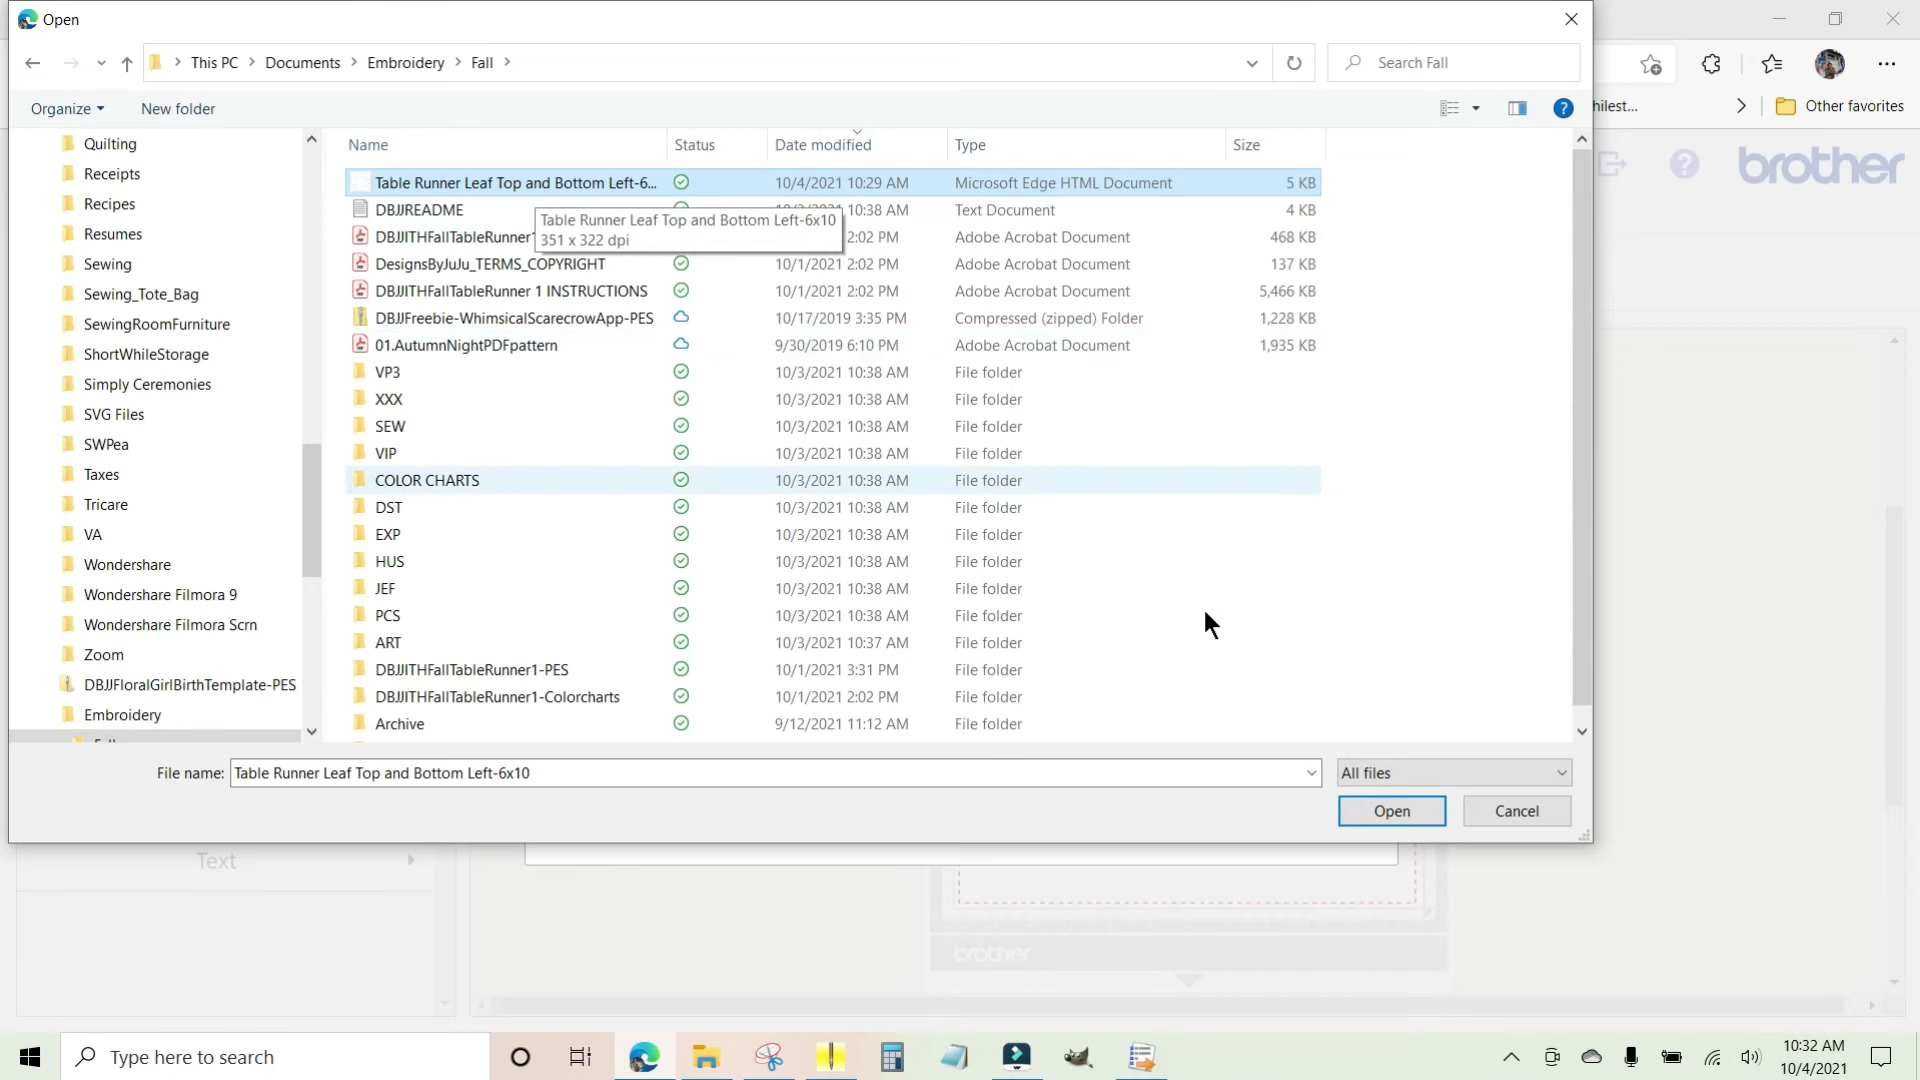 Open
This PC > Documents > Embroidery > Fall >
Search Fall
hilest...
Other favorites
Organize
New folder
brother
Name Status Date modified Type Size
Quilting
Receipts
Recipes
Resumes
Sewing
Sewing_Tote_Bag
SewingRoomFurniture
ShortWhileStorage
Simply Ceremonies
SVG Files
SWPea
Taxes
Tricare
VA
Wondershare
Wondershare Filmora 9
Wondershare Filmora Scrn
Zoom
DBJJFloralGirlBirthTemplate-PES
Embroidery
Table Runner Leaf Top and Bottom Left-6... 10/4/2021 10:29 AM Microsoft Edge HTML Document 5 KB
DBJJREADME 10:38 AM Text Document 4 KB
Table Runner Leaf Top and Bottom Left-6x10
351 x 322 dpi
DBJJITHFallTableRunner1 2:02 PM Adobe Acrobat Document 468 KB
DesignsByJuJu_TERMS_COPYRIGHT 10/1/2021 2:02 PM Adobe Acrobat Document 137 KB
DBJJITHFallTableRunner 1 INSTRUCTIONS 10/1/2021 2:02 PM Adobe Acrobat Document 5,466 KB
DBJJFreebie-WhimsicalScarecrowApp-PES 10/17/2019 3:35 PM Compressed (zipped) Folder 1,228 KB
01.AutumnNightPDFpattern 9/30/2019 6:10 PM Adobe Acrobat Document 1,935 KB
VP3 10/3/2021 10:38 AM File folder
XXX 10/3/2021 10:38 AM File folder
SEW 10/3/2021 10:38 AM File folder
VIP 10/3/2021 10:38 AM File folder
COLOR CHARTS 10/3/2021 10:38 AM File folder
DST 10/3/2021 10:38 AM File folder
EXP 10/3/2021 10:38 AM File folder
HUS 10/3/2021 10:38 AM File folder
JEF 10/3/2021 10:38 AM File folder
PCS 10/3/2021 10:38 AM File folder
ART 10/3/2021 10:37 AM File folder
DBJJITHFallTableRunner1-PES 10/1/2021 3:31 PM File folder
DBJJITHFallTableRunner1-Colorcharts 10/1/2021 2:02 PM File folder
Archive 9/12/2021 11:12 AM File folder
File name: Table Runner Leaf Top and Bottom Left-6x10
All files
Open
Cancel
Text
brother
Type here to search
10:32 AM
10/4/2021